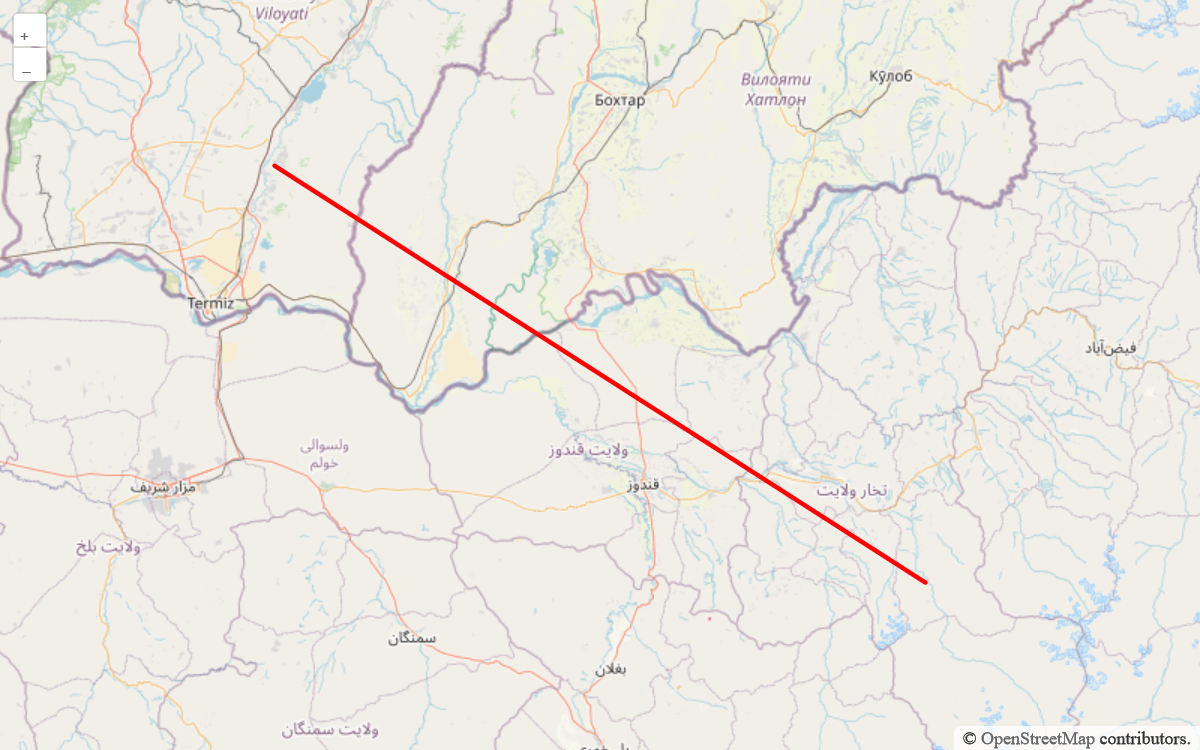 +
–
Viloyati
Бохтар
Вилояти
Хатлон
Кӯлоб
Termiz
فيض‌آباد
ولسوالی
خولم
ولایت قندوز
مزار شریف
قندوز
تخار ولایت
ولایت بلخ
سمنگان
بغلان
ولایت سمنگان
© OpenStreetMap contributors.